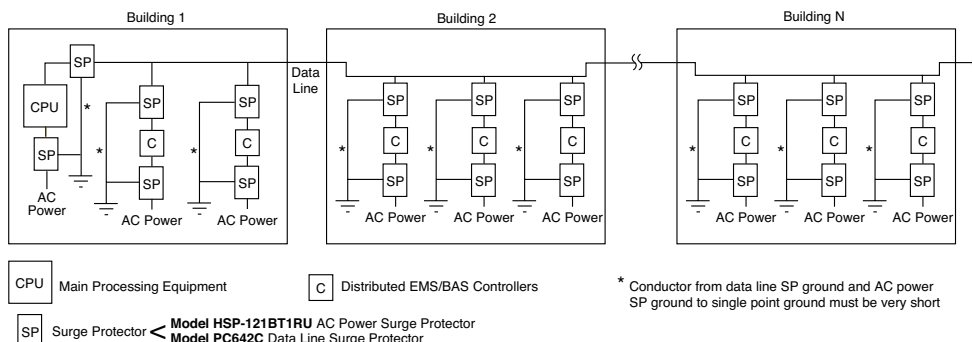 Building 1
Building 2
Building N
SP
Data
Line
CPU
*
SP
SP
C
C
SP
SP
SP
AC
Power
AC Power
AC Power
*
*
SP
SP
SP
*
*
*
C
C
C
SP
SP
SP
AC Power
AC Power
AC Power
SP
SP
SP
*
*
*
C
C
C
SP
SP
SP
AC Power
AC Power
AC Power
CPU Main Processing Equipment
C Distributed EMS/BAS Controllers
* Conductor from data line SP ground and AC power
SP ground to single point ground must be very short
SP Surge Protector < Model HSP-121BT1RU AC Power Surge Protector
Model PC642C Data Line Surge Protector